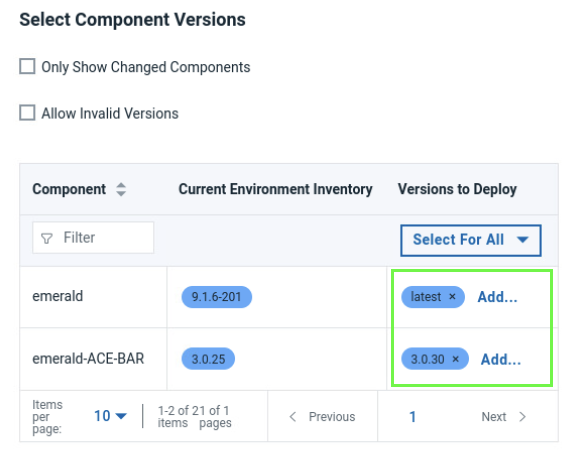 Select Component Versions
Only Show Changed Components
Allow Invalid Versions
Component Current Environment Inventory Versions to Deploy
Filter Select For All
emerald 9.1.6-201 latest × Add...
emerald-ACE-BAR 3.0.25 3.0.30 × Add...
Items per page: 10 1-2 of 2 items 1 of 1 pages Previous 1 Next